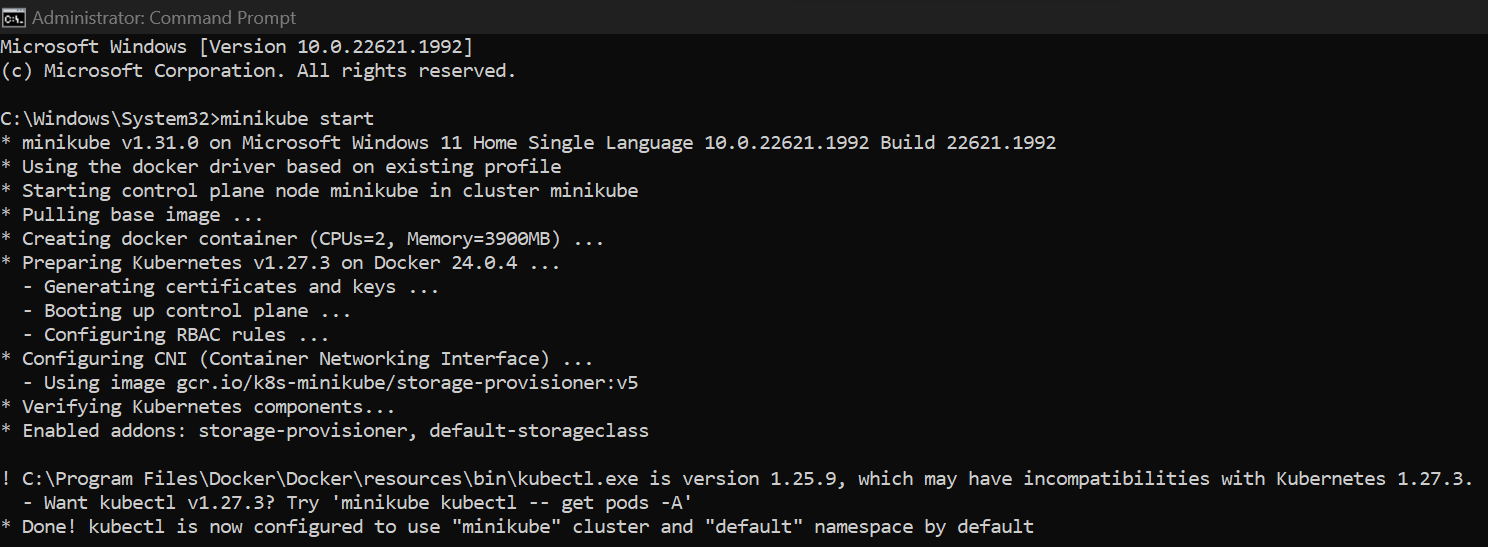 Administrator: Command Prompt
Microsoft Windows [Version 10.0.22621.1992]
(c) Microsoft Corporation. All rights reserved.
C:\Windows\System32>minikube start
* minikube v1.31.0 on Microsoft Windows 11 Home Single Language 10.0.22621.1992 Build 22621.1992
* Using the docker driver based on existing profile
* Starting control plane node minikube in cluster minikube
* Pulling base image ...
* Creating docker container (CPUs=2, Memory=3900MB) ...
* Preparing Kubernetes v1.27.3 on Docker 24.0.4 ...
  - Generating certificates and keys ...
  - Booting up control plane ...
  - Configuring RBAC rules ...
* Configuring CNI (Container Networking Interface) ...
  - Using image gcr.io/k8s-minikube/storage-provisioner:v5
* Verifying Kubernetes components...
* Enabled addons: storage-provisioner, default-storageclass
! C:\Program Files\Docker\Docker\resources\bin\kubectl.exe is version 1.25.9, which may have incompatibilities with Kubernetes 1.27.3.
  - Want kubectl v1.27.3? Try 'minikube kubectl -- get pods -A'
* Done! kubectl is now configured to use "minikube" cluster and "default" namespace by default